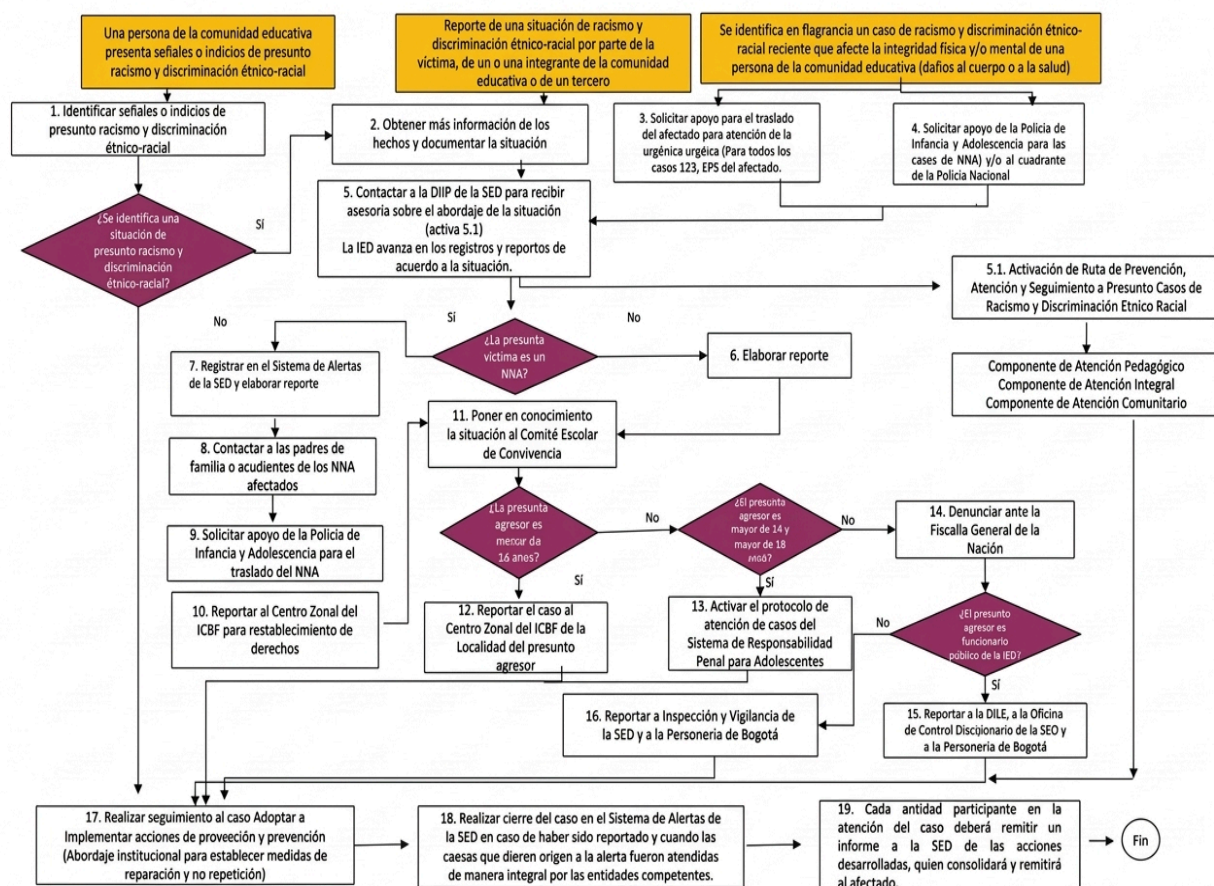 Una persona de la comunidad educativa
presenta señales o indicios de presunto
racismo y discriminación étnico-racial
Reporte de una situación de racismo y
discriminación étnico-racial por parte de la
víctima, de un o una integrante de la comunidad
educativa o de un tercero
Se identifica en flagrancia un caso de racismo y discriminación étnico-
racial reciente que afecte la integridad física y/o mental de una
persona de la comunidad educativa (dafios al cuerpo o a la salud)
1. Identificar señales o indicios de
presunto racismo y discriminación
étnico-racial
2. Obtener más información de los
hechos y documentar la situación
3. Solicitar apoyo para el traslado
del afectado para atención de la
urgénica urgéica (Para todos los
casos 123, EPS del afectado.
4. Solicitar apoyo de la Policia de
Infancia y Adolescencia para las
cases de NNA) y/o al cuadrante
de la Policia Nacional
¿Se identifica una
situación de
presunto racismo y
discriminación
étnico-racial?
Sí
5. Contactar a la DIIP de la SED para recibir
asesoria sobre el abordaje de la situación
(activa 5.1)
La IED avanza en los registros y reportos de
acuerdo a la situación.
5.1. Activación de Ruta de Prevención,
Atención y Seguimiento a Presunto Casos de
Racismo y Discriminación Etnico Racial
No
Sí
No
¿La presunta
víctima es un
NNA?
6. Elaborar reporte
7. Registrar en el Sistema de Alertas
de la SED y elaborar reporte
Componente de Atención Pedagógico
Componente de Atención Integral
Componente de Atención Comunitario
11. Poner en conocimiento
la situación al Comité Escolar
de Convivencia
8. Contactar a las padres de
familia o acudientes de los NNA
afectados
¿La presunta
agresor es
menor da
16 anos?
No
¿El presunta
agresor es
mayor de 14 y
mayor de 18
No
14. Denunciar ante la
Fiscalla General de la
Nación
9. Solicitar apoyo de la Policia de
Infancia y Adolescencia para el
traslado del NNA
Sí
Sí
10. Reportar al Centro Zonal del
ICBF para restablecimiento de
derechos
12. Reportar el caso al
Centro Zonal del ICBF de la
Localidad del presunto
agresor
13. Activar el protocolo de
atención de casos del
Sistema de Responsabilidad
Penal para Adolescentes
No
¿El presunto
agresor es
funcionario
público de la IED?
Sí
16. Reportar a Inspección y Vigilancia de
la SED y a la Personeria de Bogotá
15. Reportar a la DILE, a la Oficina
de Control Discionario de la SEO y
a la Personeria de Bogotá
17. Realizar seguimiento al caso Adoptar a
Implementar acciones de proveección y prevención
(Abordaje institucional para establecer medidas de
reparación y no repetición)
18. Realizar cierre del caso en el Sistema de Alertas
de la SED en caso de haber sido reportado y cuando las
caesas que dieren origen a la alerta fueron atendidas
de manera integral por las entidades competentes.
19. Cada antidad participante en la
atención del caso deberá remitir un
informe a la SED de las acciones
desarrolladas, quien consolidará y remitirá
al afectado.
Fin